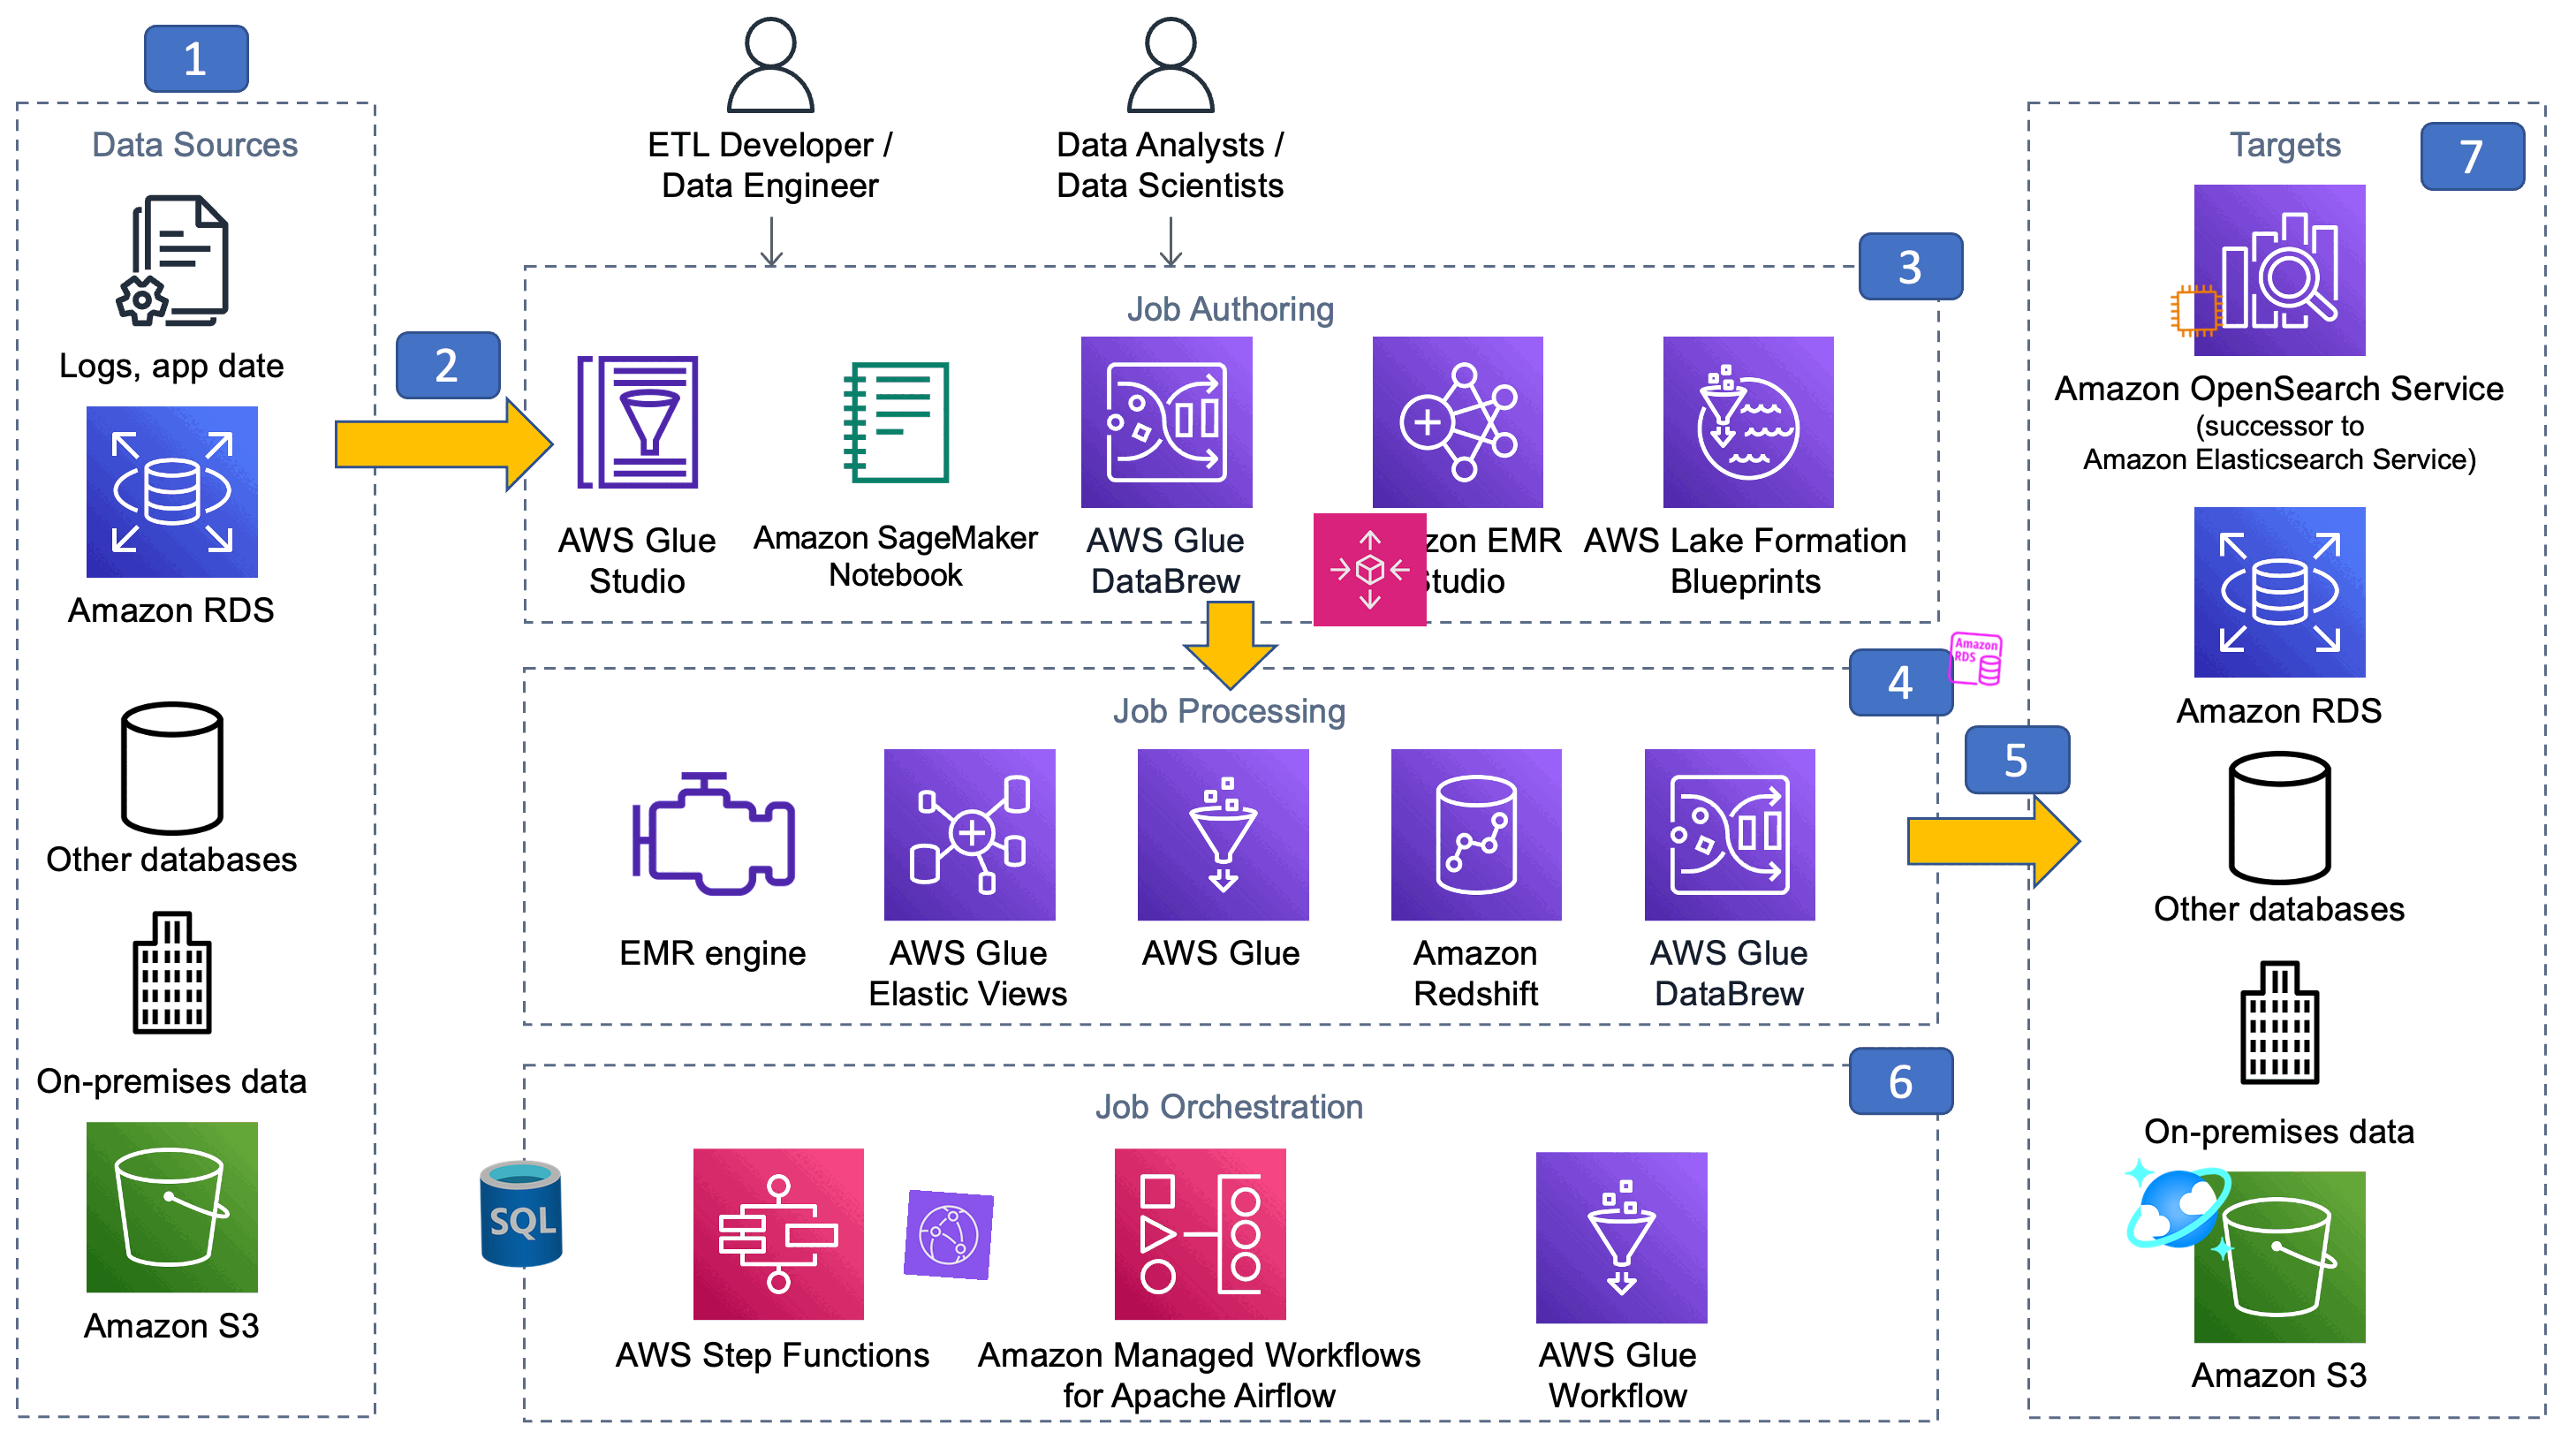 1
Data Sources
Logs, app date
Amazon RDS
Other databases
On-premises data
Amazon S3
2
ETL Developer /
Data Engineer
Data Analysts /
Data Scientists
3
Job Authoring
AWS Glue
Studio
Amazon SageMaker
Notebook
AWS Glue
DataBrew
zon EMR
tudio
AWS Lake Formation
Blueprints
4
Amazon
RDS
Job Processing
EMR engine
AWS Glue
Elastic Views
AWS Glue
Amazon
Redshift
AWS Glue
DataBrew
5
6
Job Orchestration
SQL
AWS Step Functions
Amazon Managed Workflows
for Apache Airflow
AWS Glue
Workflow
7
Targets
Amazon OpenSearch Service
(successor to
Amazon Elasticsearch Service)
Amazon RDS
Other databases
On-premises data
Amazon S3